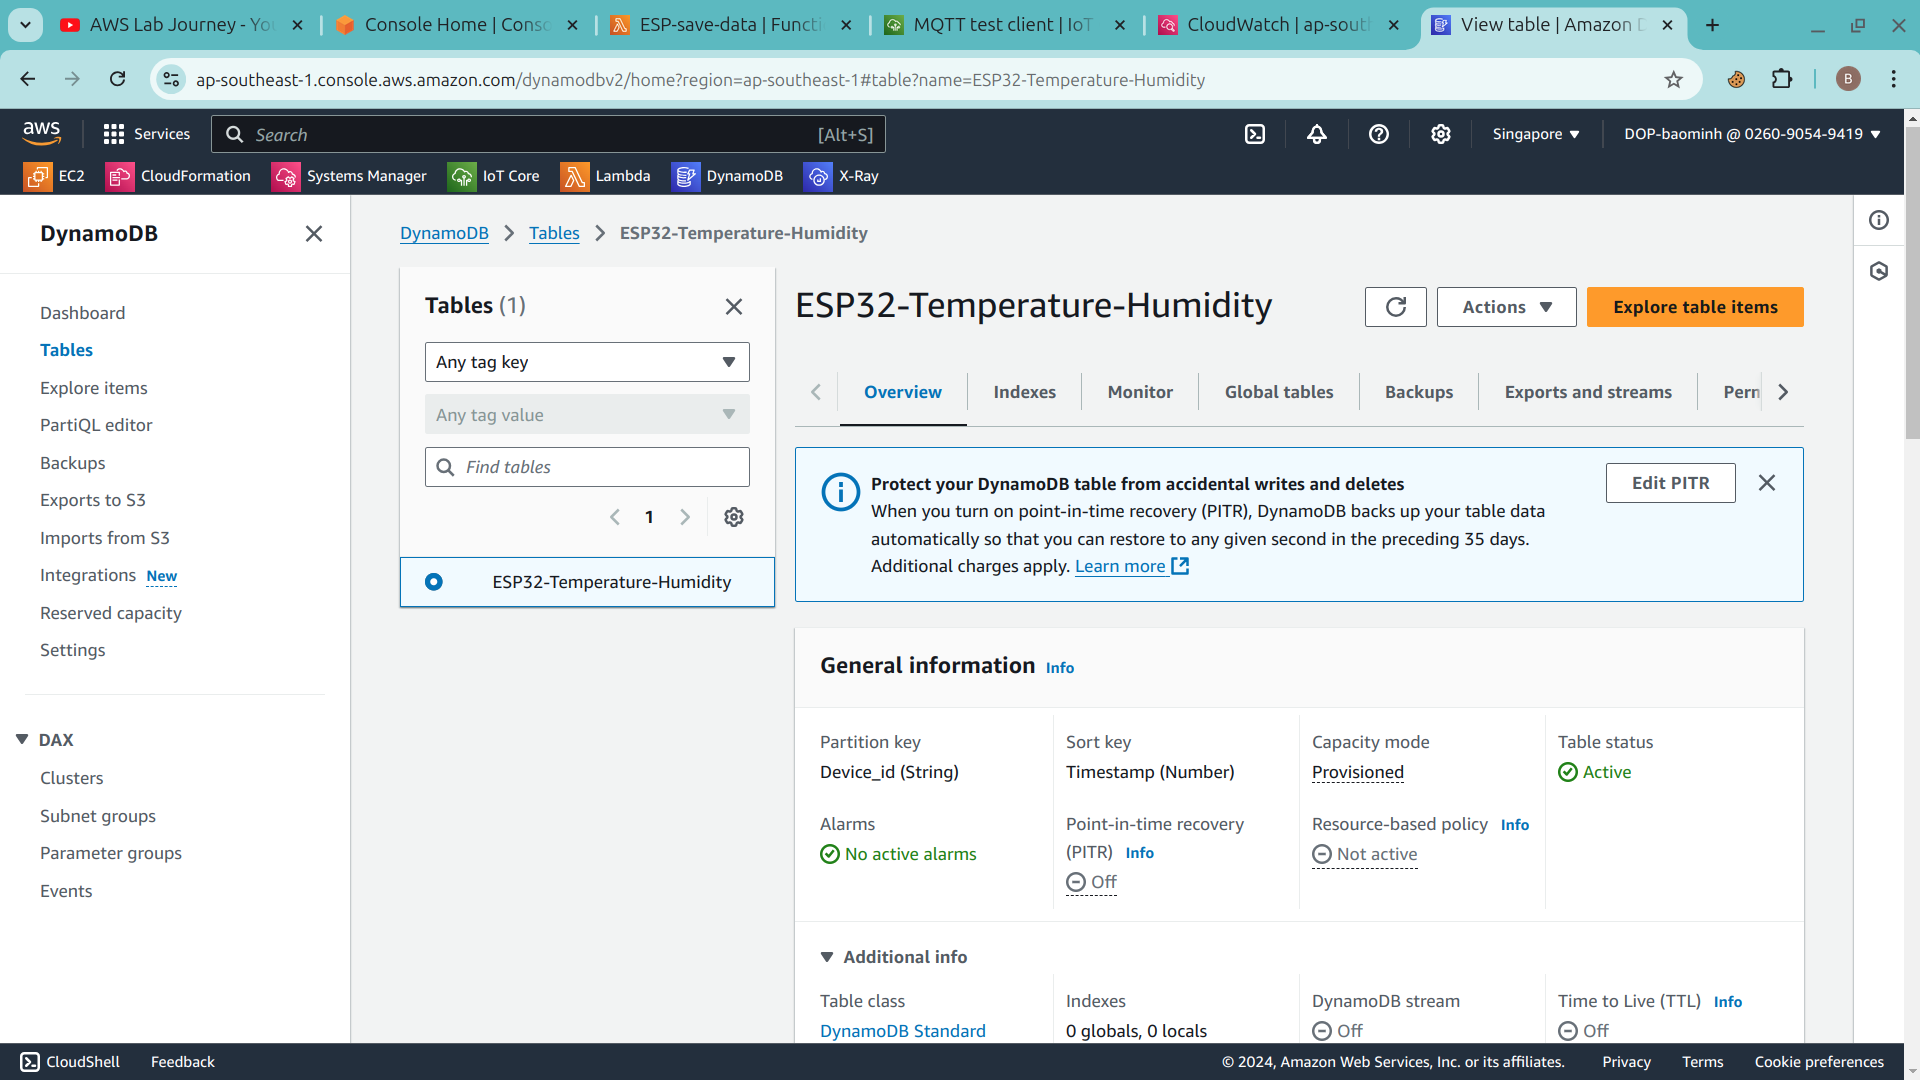 AWS Lab Journey - Yo
Console Home | Conso
ESP-save-data | Functi
MQTT test client | IoT
CloudWatch | ap-south
View table | Amazon D
ap-southeast-1.console.aws.amazon.com/dynamodbv2/home?region=ap-southeast-1#table?name=ESP32-Temperature-Humidity
B
aws
Services
Search
[Alt+S]
Singapore
DOP-baominh @ 0260-9054-9419
EC2
CloudFormation
Systems Manager
IoT Core
Lambda
DynamoDB
X-Ray
DynamoDB
Dashboard
Tables
Explore items
PartiQL editor
Backups
Exports to S3
Imports from S3
Integrations New
Reserved capacity
Settings
DAX
Clusters
Subnet groups
Parameter groups
Events
DynamoDB > Tables > ESP32-Temperature-Humidity
Tables (1)
Any tag key
Any tag value
Find tables
1
ESP32-Temperature-Humidity
ESP32-Temperature-Humidity
Actions
Explore table items
Overview
Indexes
Monitor
Global tables
Backups
Exports and streams
Perm
Protect your DynamoDB table from accidental writes and deletes
When you turn on point-in-time recovery (PITR), DynamoDB backs up your table data
automatically so that you can restore to any given second in the preceding 35 days.
Additional charges apply. Learn more
Edit PITR
General information Info
Partition key
Device_id (String)
Sort key
Timestamp (Number)
Capacity mode
Provisioned
Table status
Active
Alarms
No active alarms
Point-in-time recovery
(PITR) Info
Off
Resource-based policy Info
Not active
Additional info
Table class
DynamoDB Standard
Indexes
0 globals, 0 locals
DynamoDB stream
Off
Time to Live (TTL) Info
Off
CloudShell
Feedback
© 2024, Amazon Web Services, Inc. or its affiliates.
Privacy
Terms
Cookie preferences